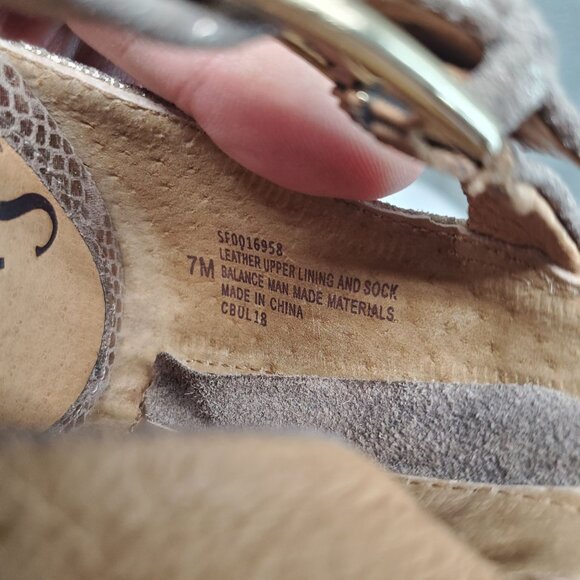 SF0016958
7M LEATHER UPPER LINING AND SOCK
BALANCE MAN MADE MATERIALS
MADE IN CHINA
CBUL18